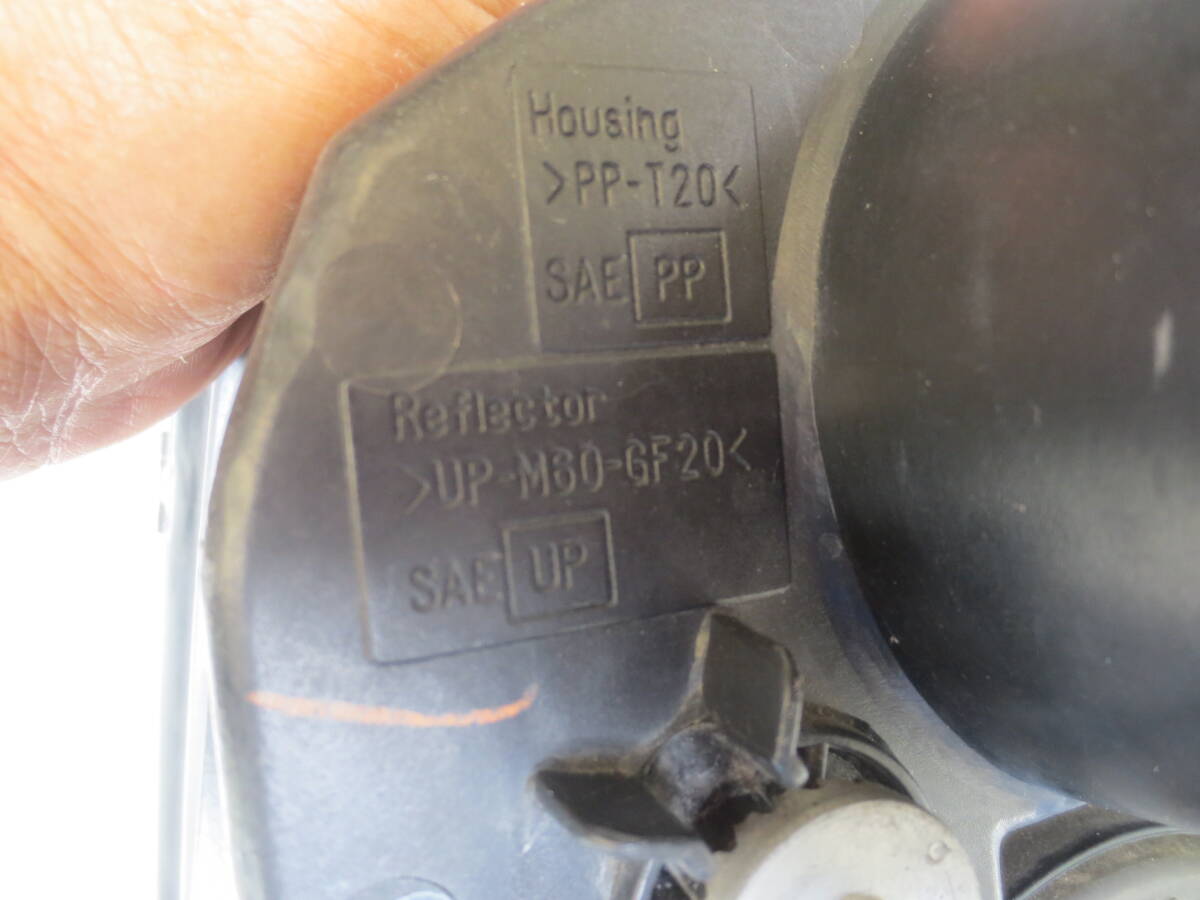 Housing
>PP-T20<
SAE PP
Reflector
>UP-M60-GF20<
SAE UP